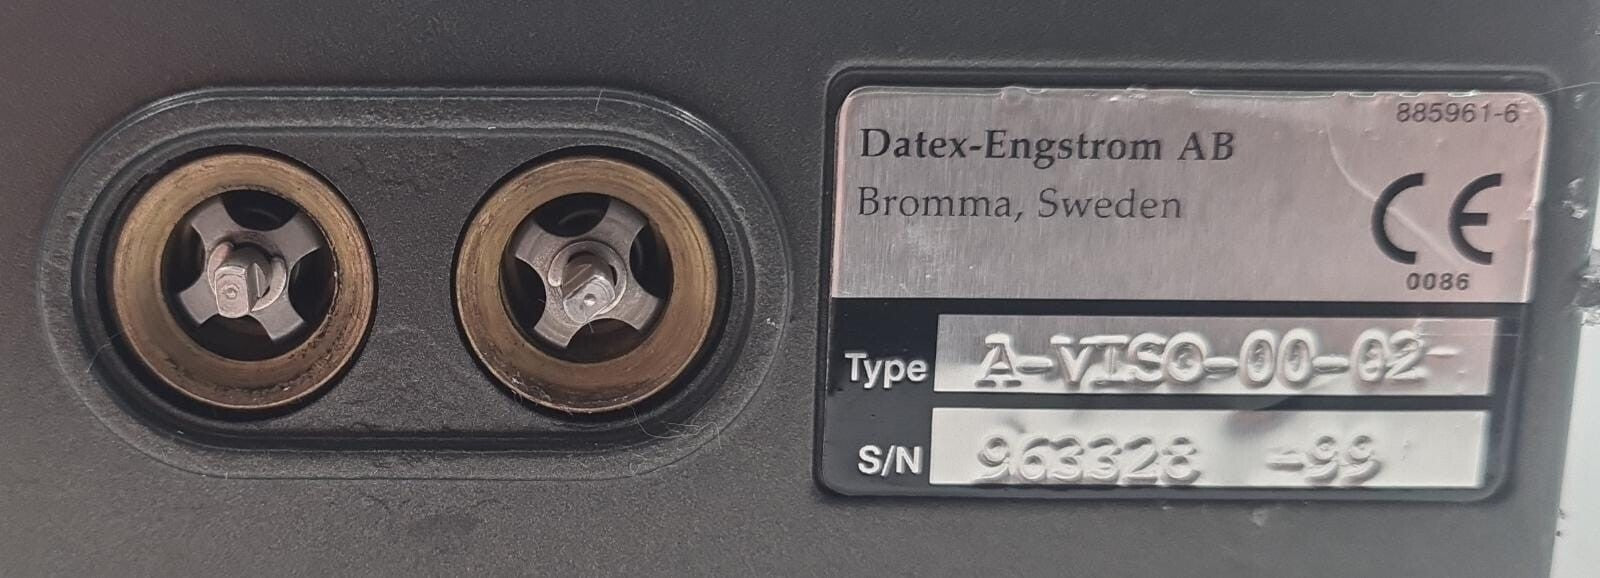 885961-6
Datex-Engstrom AB
Bromma, Sweden
CE
0086
Type A-VISO-00-02-
S/N 963328 -99